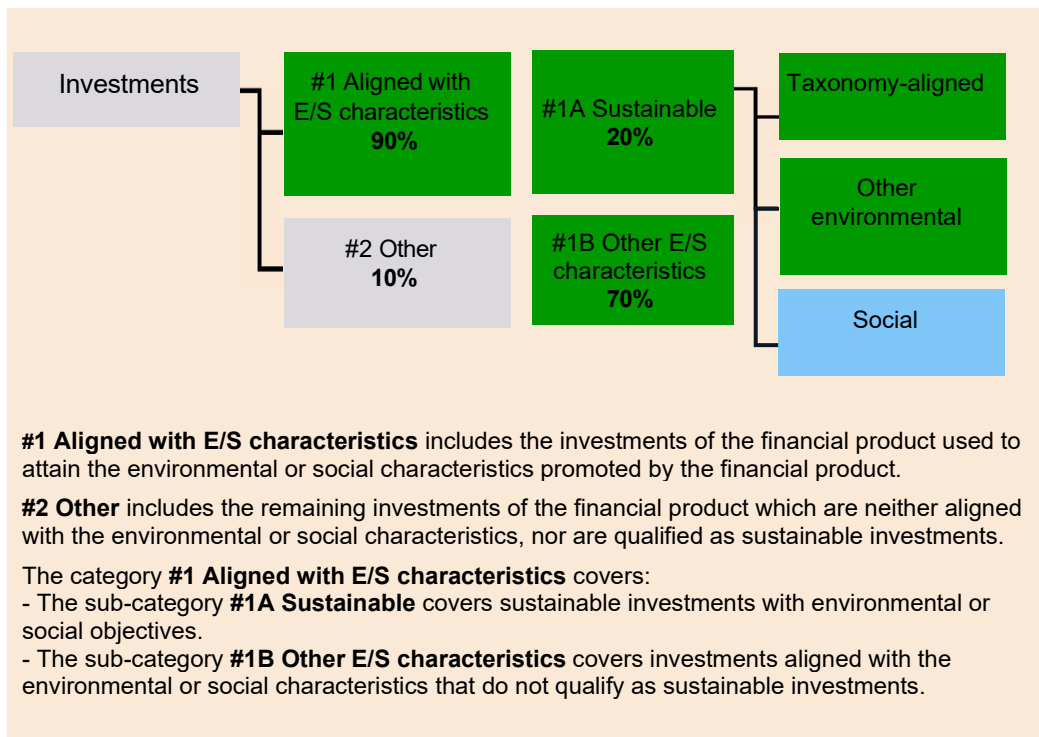 Investments
#1 Aligned with
E/S characteristics
90%
#2 Other
10%
#1A Sustainable
20%
#1B Other E/S
characteristics
70%
Taxonomy-aligned
Other
environmental
Social
#1 Aligned with E/S characteristics includes the investments of the financial product used to
attain the environmental or social characteristics promoted by the financial product.
#2 Other includes the remaining investments of the financial product which are neither aligned
with the environmental or social characteristics, nor are qualified as sustainable investments.
The category #1 Aligned with E/S characteristics covers:
- The sub-category #1A Sustainable covers sustainable investments with environmental or
social objectives.
- The sub-category #1B Other E/S characteristics covers investments aligned with the
environmental or social characteristics that do not qualify as sustainable investments.